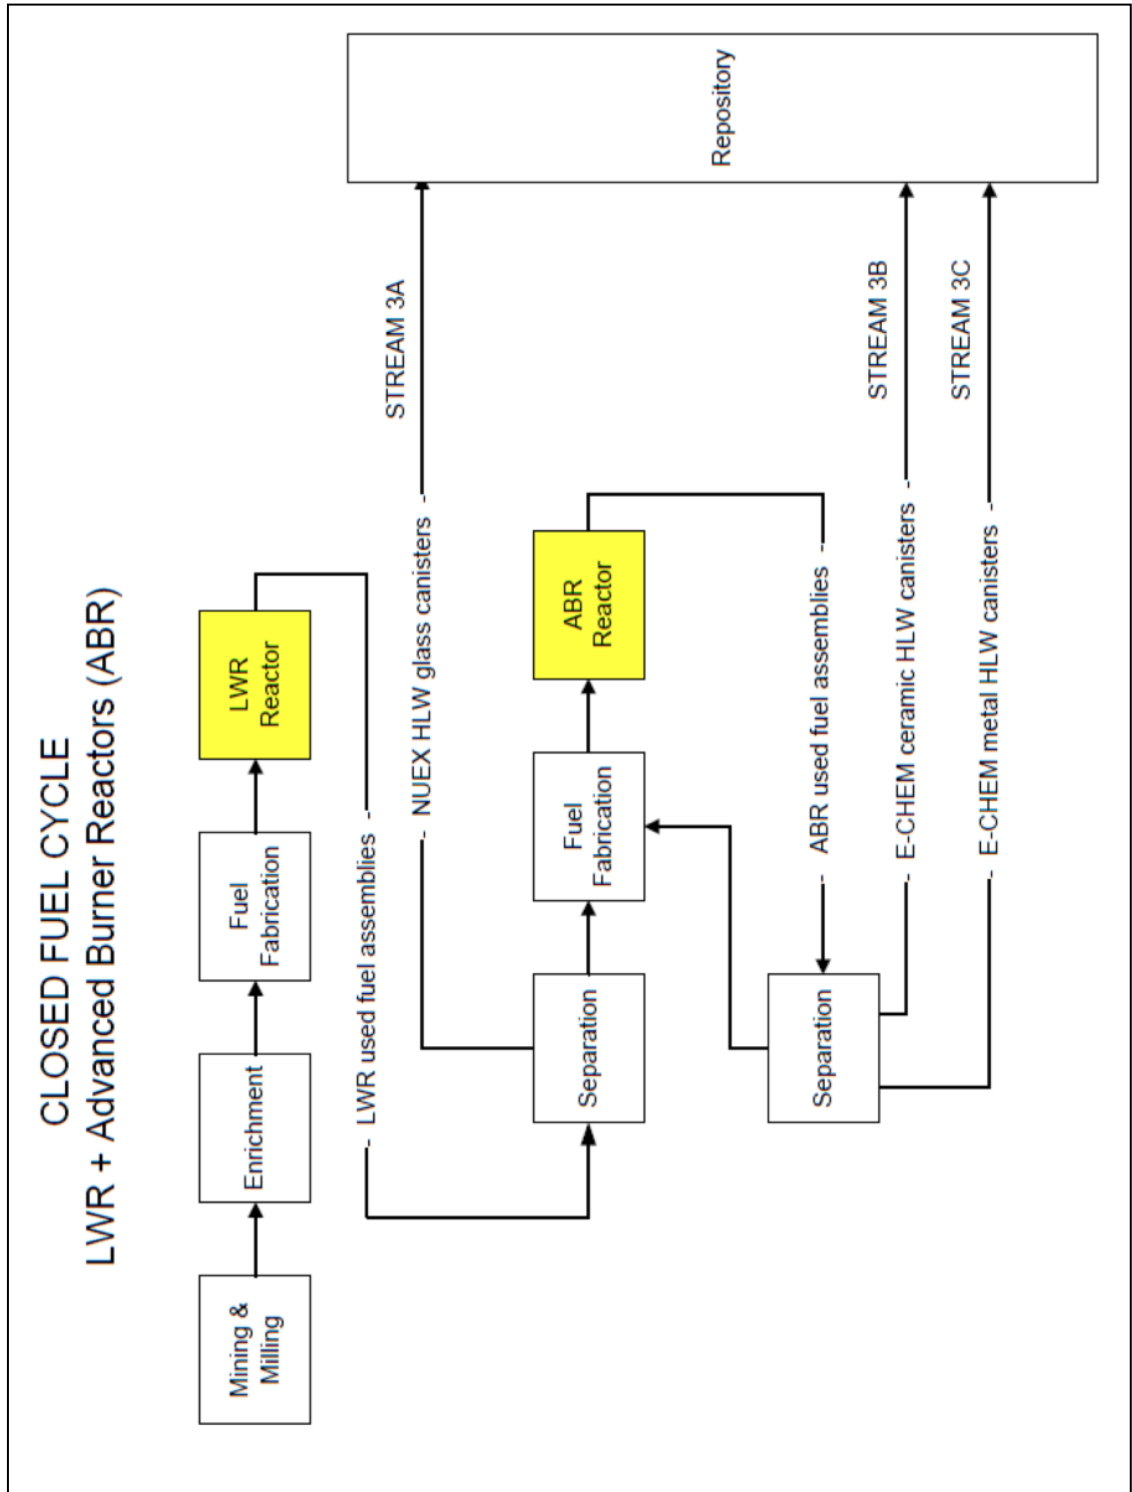 CLOSED FUEL CYCLE
LWR + Advanced Burner Reactors (ABR)
Mining &
Milling
Enrichment
Fuel
Fabrication
LWR
Reactor
- LWR used fuel assemblies -
- NUEX HLW glass canisters -
STREAM 3A
Separation
Fuel
Fabrication
ABR
Reactor
- ABR used fuel assemblies -
Separation
- E-CHEM ceramic HLW canisters -
STREAM 3B
- E-CHEM metal HLW canisters -
STREAM 3C
Repository